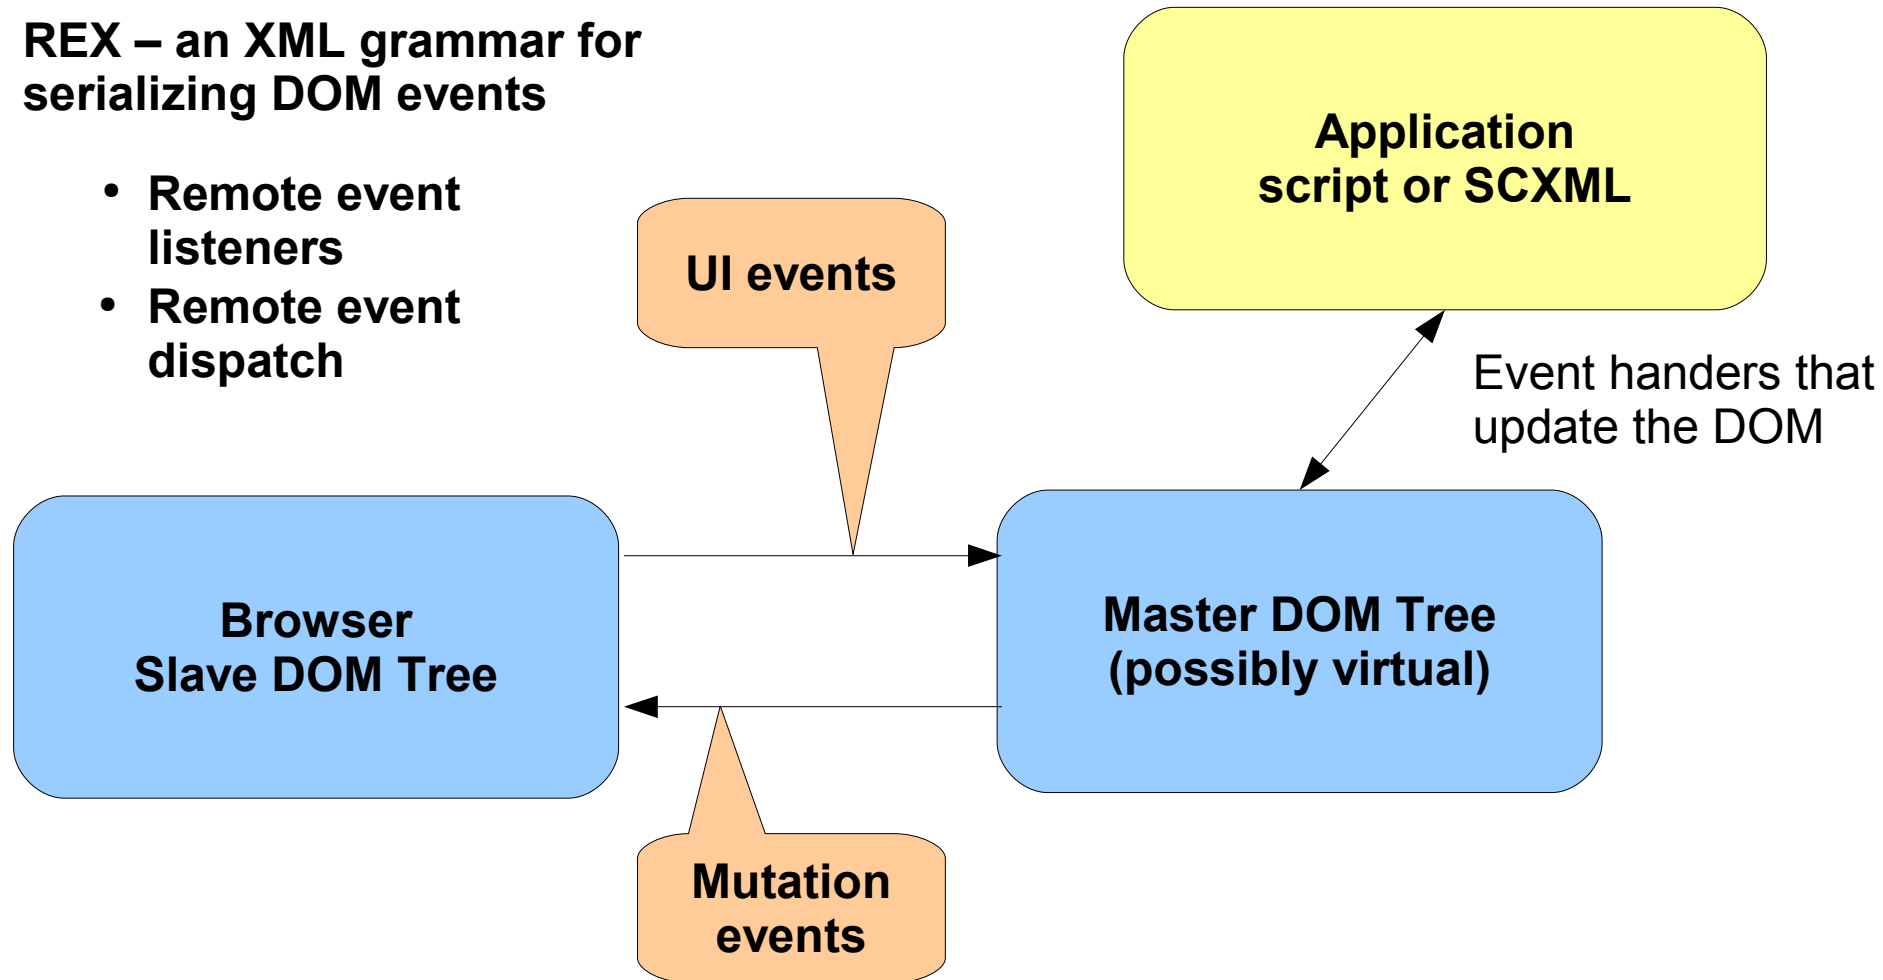 REX – an XML grammar for
serializing DOM events
• Remote event
listeners
• Remote event
dispatch
UI events
Application
script or SCXML
Event handers that
update the DOM
Browser
Slave DOM Tree
Master DOM Tree
(possibly virtual)
Mutation
events